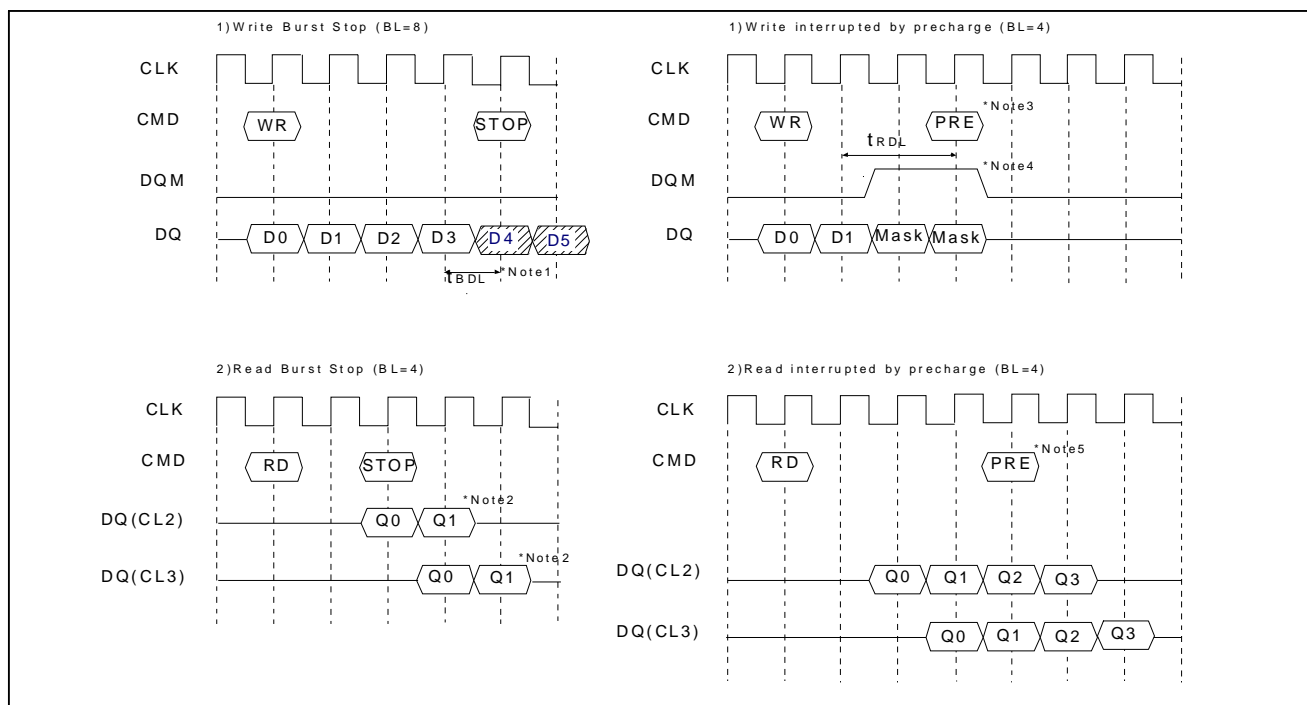 1)Write Burst Stop (BL=8)
CLK
CMD WR STOP
DQM
DQ D0 D1 D2 D3 D4 D5
tBDL *Note1
1)Write interrupted by precharge (BL=4)
CLK
CMD WR PRE *Note3
tRDL
DQM *Note4
DQ D0 D1 Mask Mask
2)Read Burst Stop (BL=4)
CLK
CMD RD STOP
DQ(CL2) Q0 Q1 *Note2
DQ(CL3) Q0 Q1 *Note2
2)Read interrupted by precharge (BL=4)
CLK
CMD RD PRE *Note5
DQ(CL2) Q0 Q1 Q2 Q3
DQ(CL3) Q0 Q1 Q2 Q3